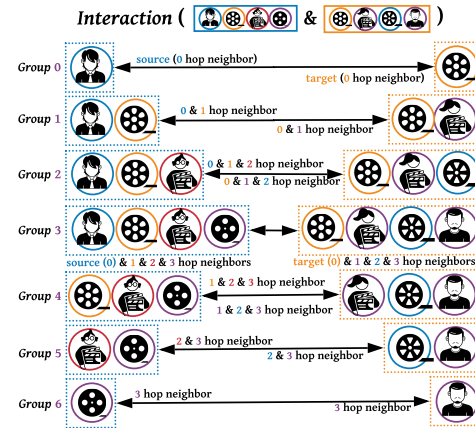 Interaction ( & )
Group 0
source (0 hop neighbor)
target (0 hop neighbor)
Group 1
0 & 1 hop neighbor
0 & 1 hop neighbor
Group 2
0 & 1 & 2 hop neighbor
0 & 1 & 2 hop neighbor
Group 3
source (0) & 1 & 2 & 3 hop neighbors
target (0) & 1 & 2 & 3 hop neighbors
Group 4
1 & 2 & 3 hop neighbor
1 & 2 & 3 hop neighbor
Group 5
2 & 3 hop neighbor
2 & 3 hop neighbor
Group 6
3 hop neighbor
3 hop neighbor